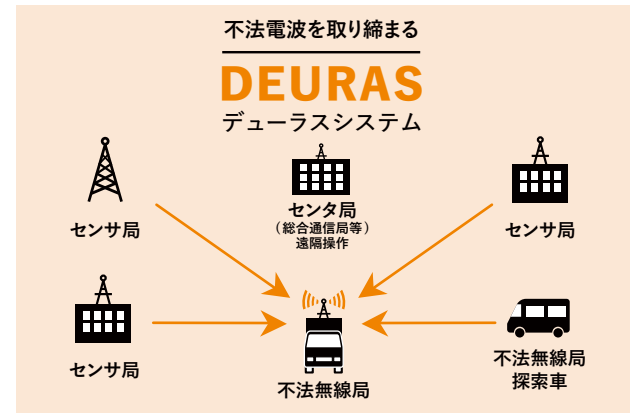 不法電波を取り締まる
DEURAS
デューラスシステム
センサ局
センタ局
（総合通信局等）
遠隔操作
センサ局
センサ局
不法無線局
不法無線局
探索車